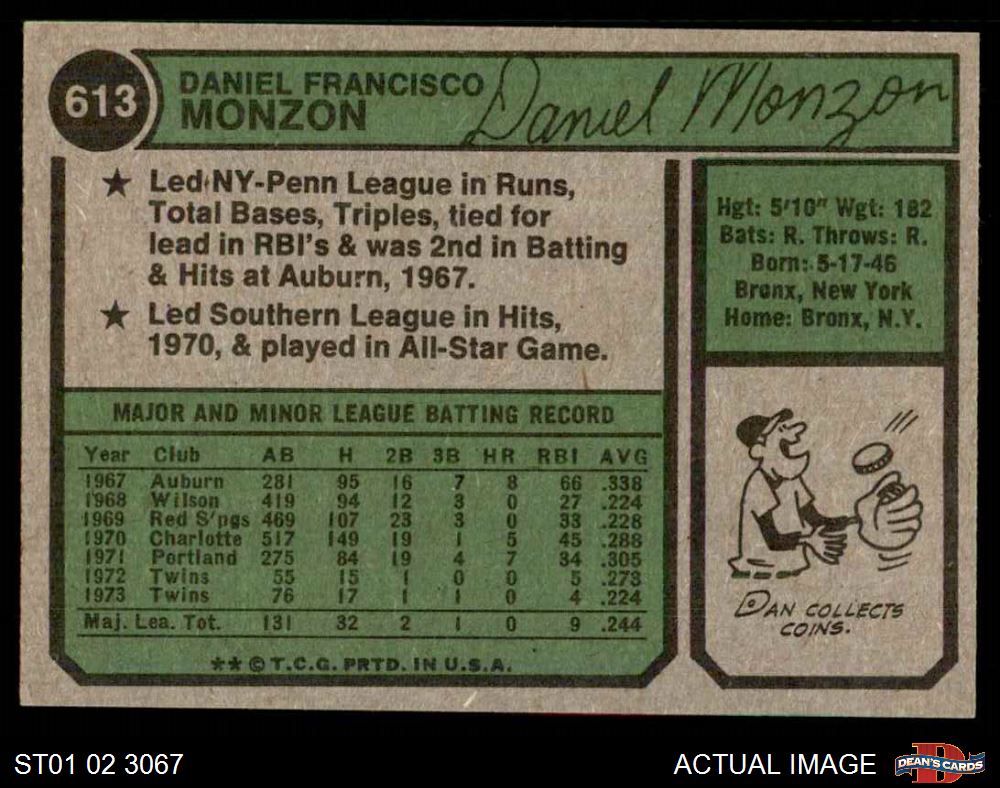 613
DANIEL FRANCISCO
MONZON
Daniel Monzon
★ Led NY-Penn League in Runs,
Total Bases, Triples, tied for
lead in RBI's & was 2nd in Batting
& Hits at Auburn, 1967.
★ Led Southern League in Hits,
1970, & played in All-Star Game.
Hgt: 5'10" Wgt: 182
Bats: R. Throws: R.
Born: 5-17-46
Bronx, New York
Home: Bronx, N.Y.
MAJOR AND MINOR LEAGUE BATTING RECORD
Year Club AB H 2B 3B HR RBI AVG
1967 Auburn 281 95 16 7 8 66 .338
1968 Wilson 419 94 12 3 0 27 .224
1969 Red S'pgs 469 107 23 3 0 33 .228
1970 Charlotte 517 149 19 1 5 45 .288
1971 Portland 275 84 19 4 7 34 .305
1972 Twins 55 15 1 0 0 5 .273
1973 Twins 76 17 1 1 0 4 .224
Maj. Lea. Tot. 131 32 2 1 0 9 .244
** © T.C.G. PRTD. IN U.S.A.
DAN COLLECTS
COINS.
ST01 02 3067
ACTUAL IMAGE
DEAN'S CARDS